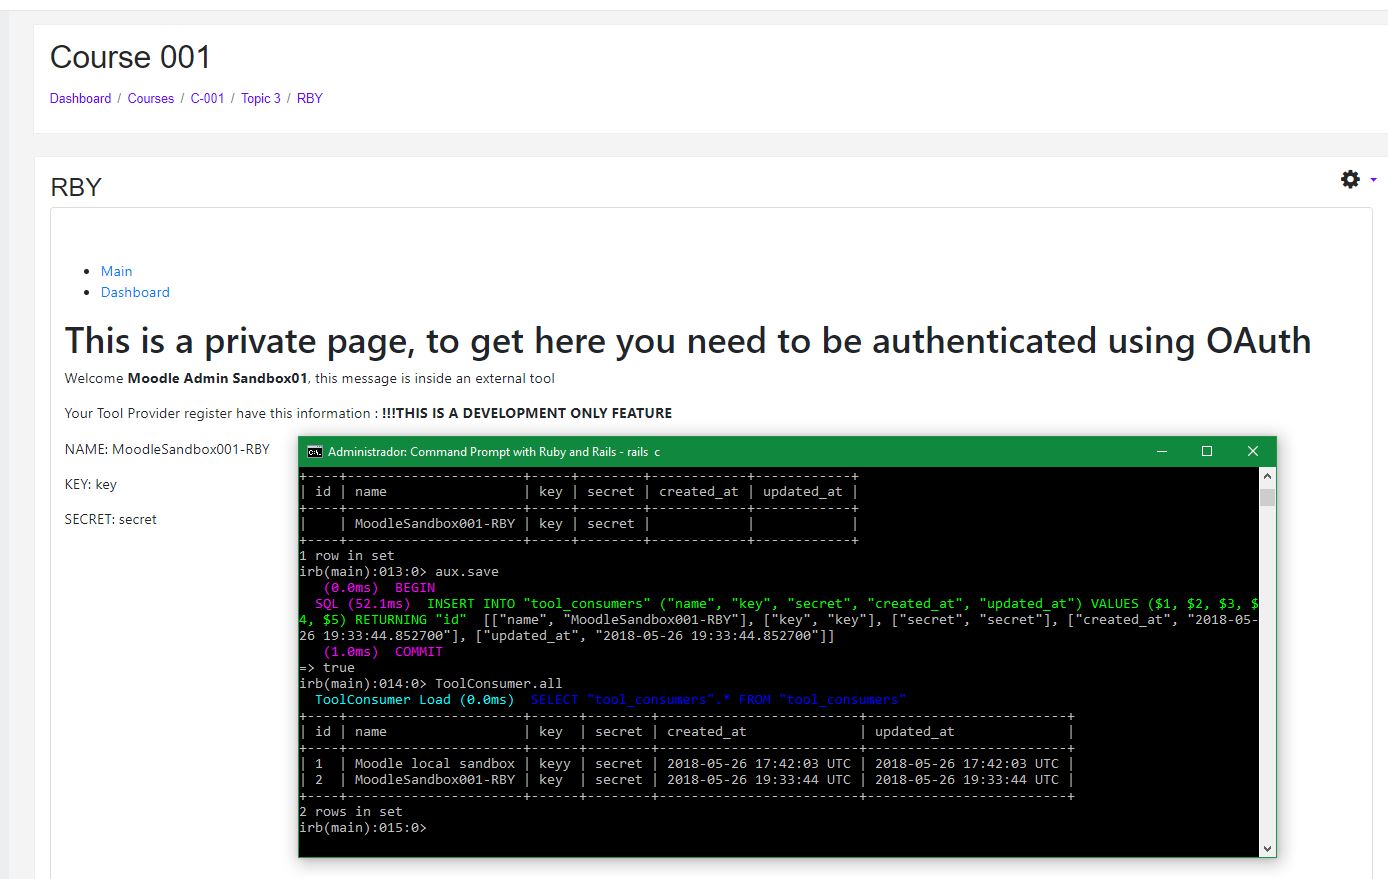 Course 001
Dashboard / Courses / C-001 / Topic 3 / RBY
RBY
Main
Dashboard
This is a private page, to get here you need to be authenticated using OAuth
Welcome Moodle Admin Sandbox01, this message is inside an external tool
Your Tool Provider register have this information : !!!THIS IS A DEVELOPMENT ONLY FEATURE
NAME: MoodleSandbox001-RBY
KEY: key
SECRET: secret
Administrador: Command Prompt with Ruby and Rails - rails c
+----+----------------------+-----+--------+------------+------------+
| id | name                 | key | secret | created_at | updated_at |
+----+----------------------+-----+--------+------------+------------+
|    | MoodleSandbox001-RBY | key | secret |            |            |
+----+----------------------+-----+--------+------------+------------+
1 row in set
irb(main):013:0> aux.save
   (0.0ms)  BEGIN
  SQL (52.1ms)  INSERT INTO "tool_consumers" ("name", "key", "secret", "created_at", "updated_at") VALUES ($1, $2, $3, $
4, $5) RETURNING "id"  [["name", "MoodleSandbox001-RBY"], ["key", "key"], ["secret", "secret"], ["created_at", "2018-05-
26 19:33:44.852700"], ["updated_at", "2018-05-26 19:33:44.852700"]]
   (1.0ms)  COMMIT
=> true
irb(main):014:0> ToolConsumer.all
  ToolConsumer Load (0.0ms)  SELECT "tool_consumers".* FROM "tool_consumers"
+----+----------------------+------+--------+-------------------------+-------------------------+
| id | name                 | key  | secret | created_at              | updated_at              |
+----+----------------------+------+--------+-------------------------+-------------------------+
| 1  | Moodle local sandbox | keyy | secret | 2018-05-26 17:42:03 UTC | 2018-05-26 17:42:03 UTC |
| 2  | MoodleSandbox001-RBY | key  | secret | 2018-05-26 19:33:44 UTC | 2018-05-26 19:33:44 UTC |
+----+----------------------+------+--------+-------------------------+-------------------------+
2 rows in set
irb(main):015:0>